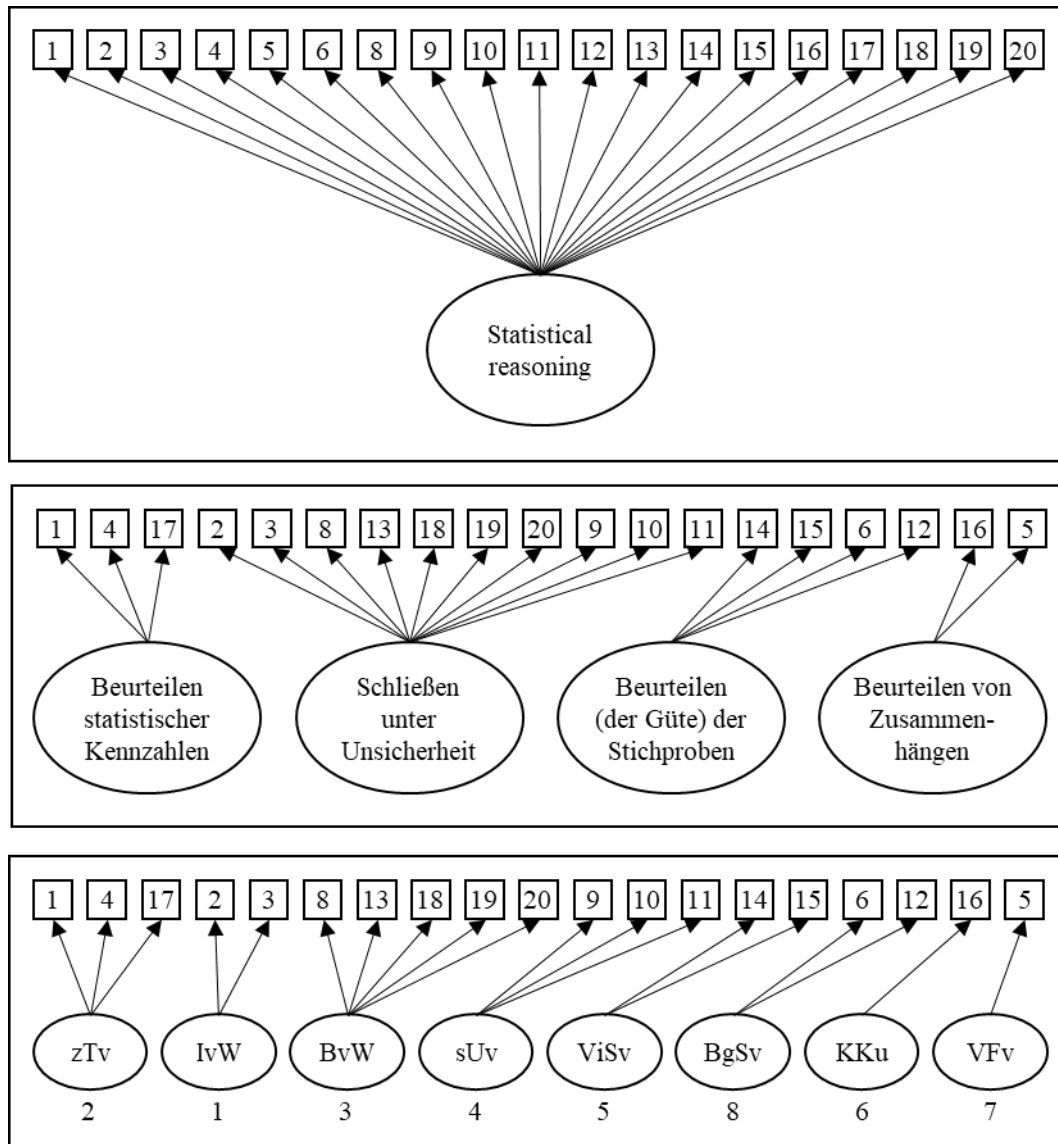 1 2 3 4 5 6 8 9 10 11 12 13 14 15 16 17 18 19 20
Statistical
reasoning
1 4 17 2 3 8 13 18 19 20 9 10 11 14 15 6 12 16 5
Beurteilen
statistischer
Kennzahlen
Schließen
unter
Unsicherheit
Beurteilen
(der Güte) der
Stichproben
Beurteilen von
Zusammen-
hängen
1 4 17 2 3 8 13 18 19 20 9 10 11 14 15 6 12 16 5
zTv IvW BvW sUv ViSv BgSv KKu VFv
2 1 3 4 5 8 6 7